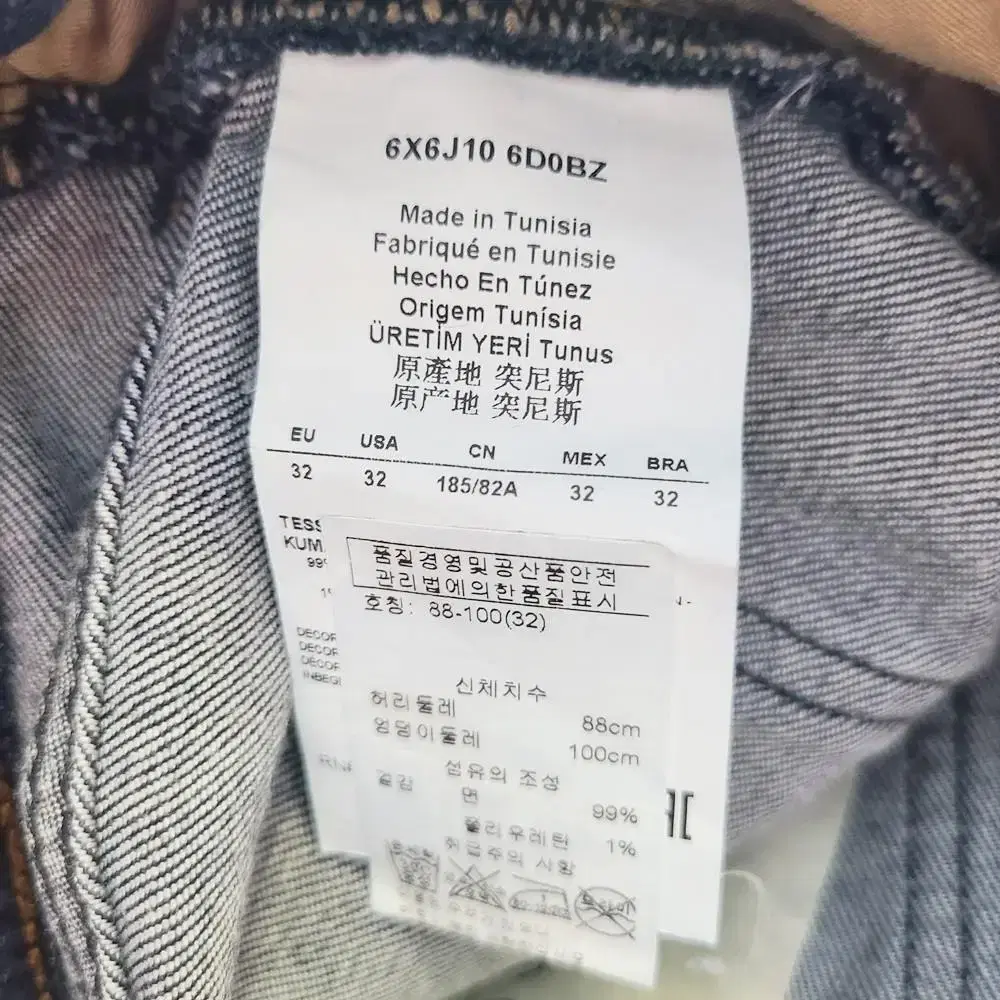 6X6J10 6D0BZ
Made in Tunisia
Fabriqué en Tunisie
Hecho En Túnez
Origem Tunísia
ÜRETİM YERİ Tunus
原產地 突尼斯
原产地 突尼斯
EU USA CN MEX BRA
32 32 185/82A 32 32
품질경영및공산품안전
관리법에의한품질표시
호칭: 88-100(32)
신체치수
허리둘레 88cm
엉덩이둘레 100cm
섬유의 조성
겉감 면 99%
폴리우레탄 1%
취급주의 사항